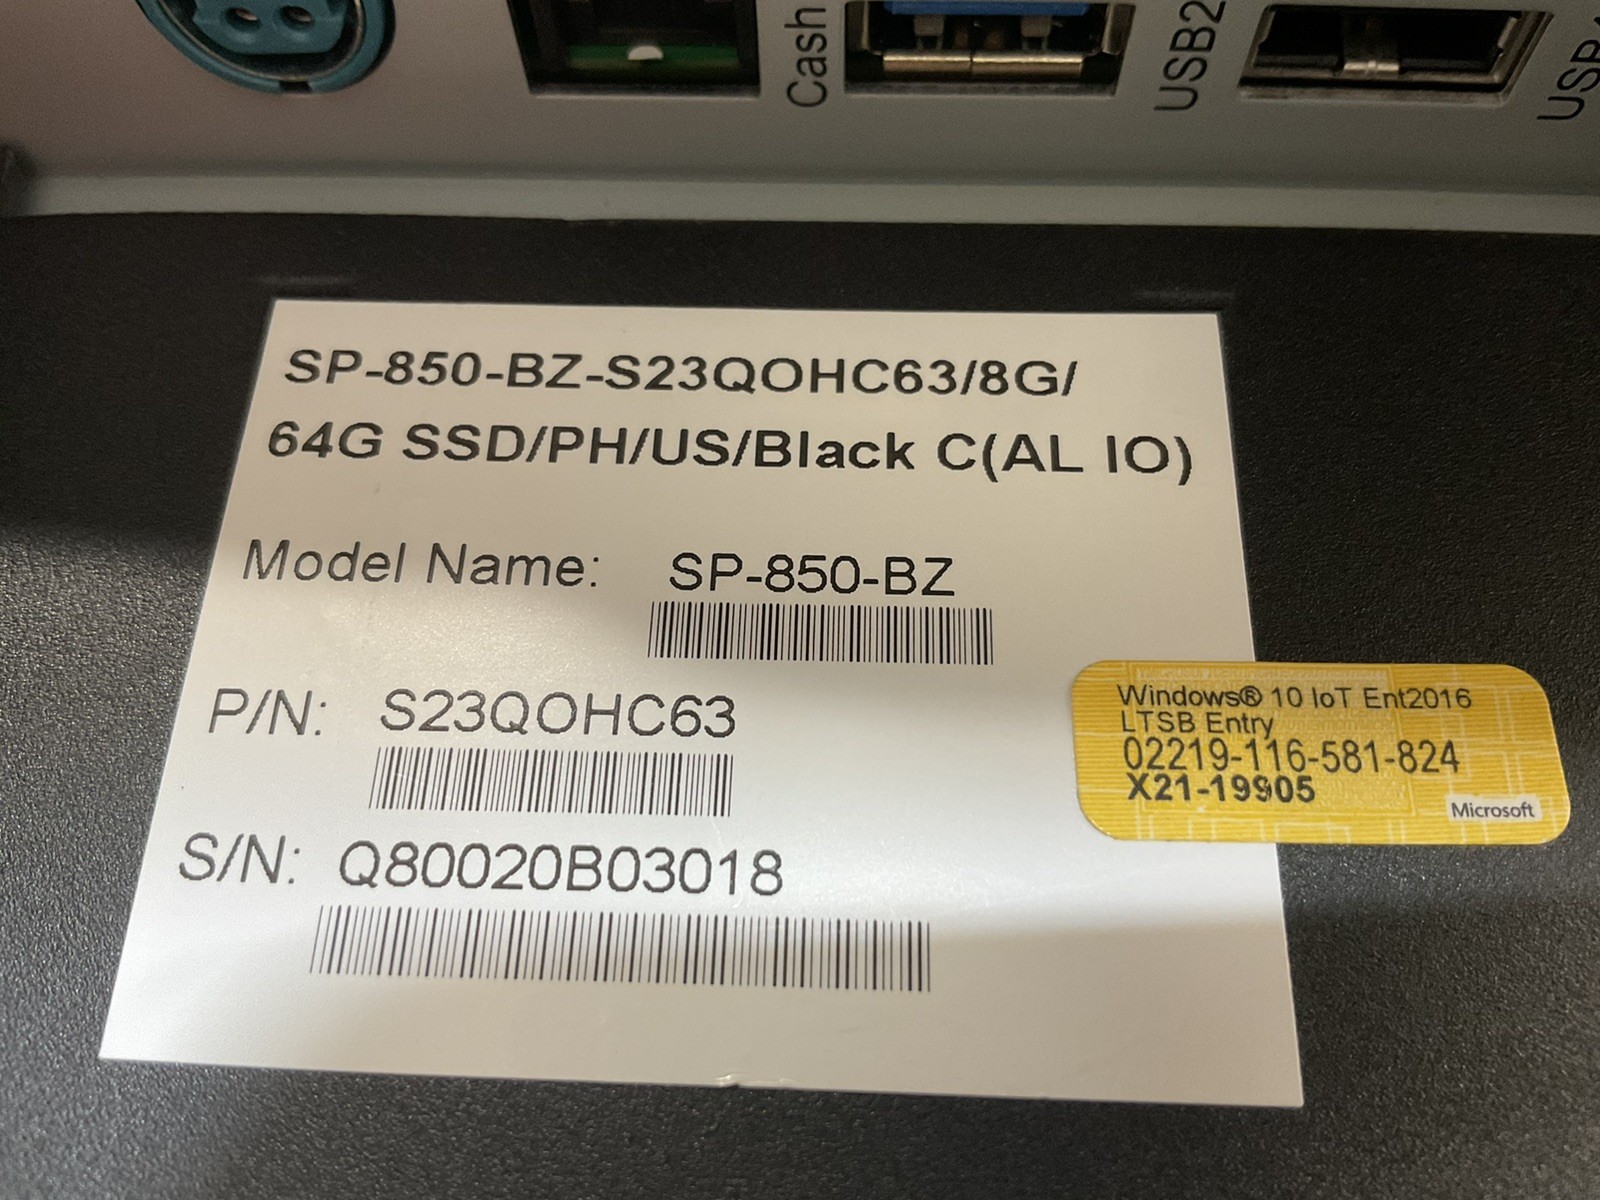 Cash
USB2
SP-850-BZ-S23QOHC63/8G/
64G SSD/PH/US/Black C(AL IO)
Model Name: SP-850-BZ
P/N: S23QOHC63
S/N: Q80020B03018
Windows® 10 IoT Ent2016
LTSB Entry
02219-116-581-824
X21-19905
Microsoft